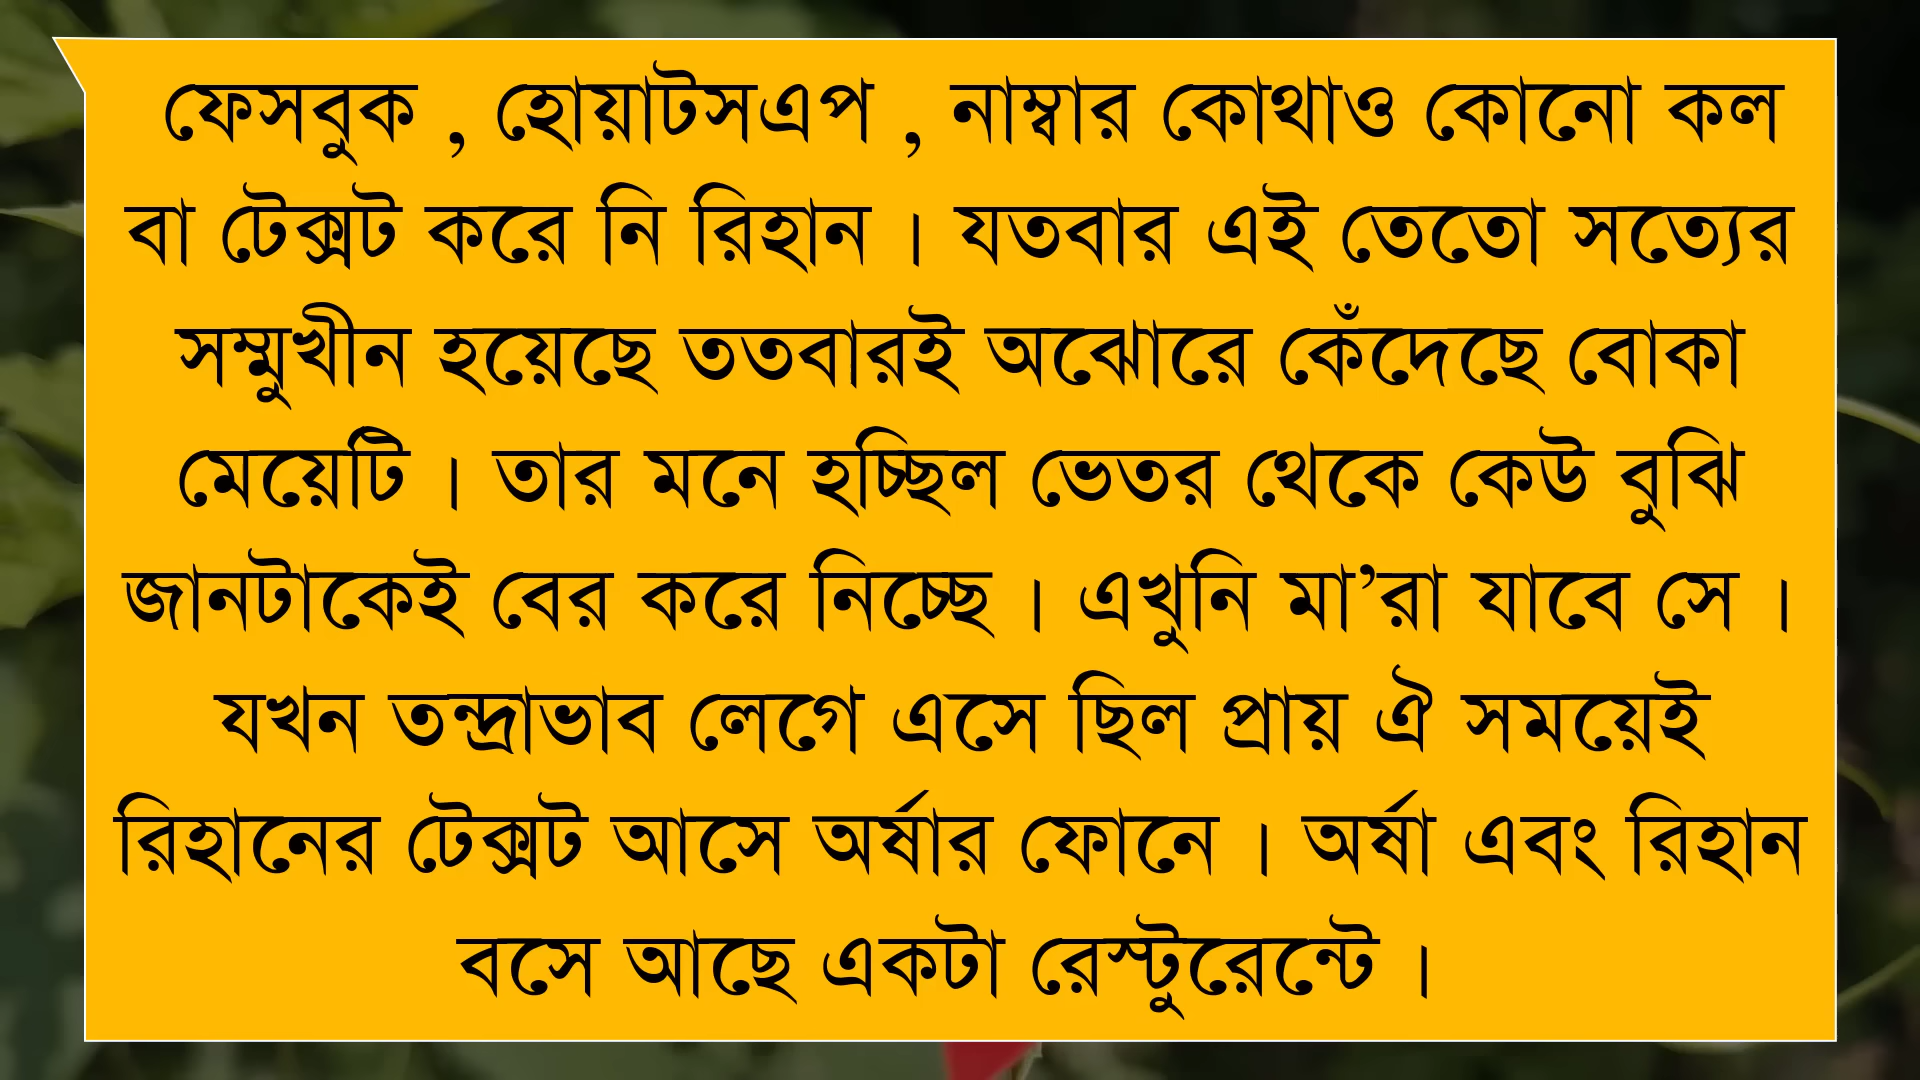 ফেসবুক , হোয়াটসএপ , নাম্বার কোথাও কোনো কল
বা টেক্সট করে নি রিহান । যতবার এই তেতো সত্যের
সম্মুখীন হয়েছে ততবারই অঝোরে কেঁদেছে বোকা
মেয়েটি । তার মনে হচ্ছিল ভেতর থেকে কেউ বুঝি
জানটাকেই বের করে নিচ্ছে । এখুনি মা’রা যাবে সে ।
যখন তন্দ্রাভাব লেগে এসে ছিল প্রায় ঐ সময়েই
রিহানের টেক্সট আসে অর্ষার ফোনে । অর্ষা এবং রিহান
বসে আছে একটা রেস্টুরেন্টে ।